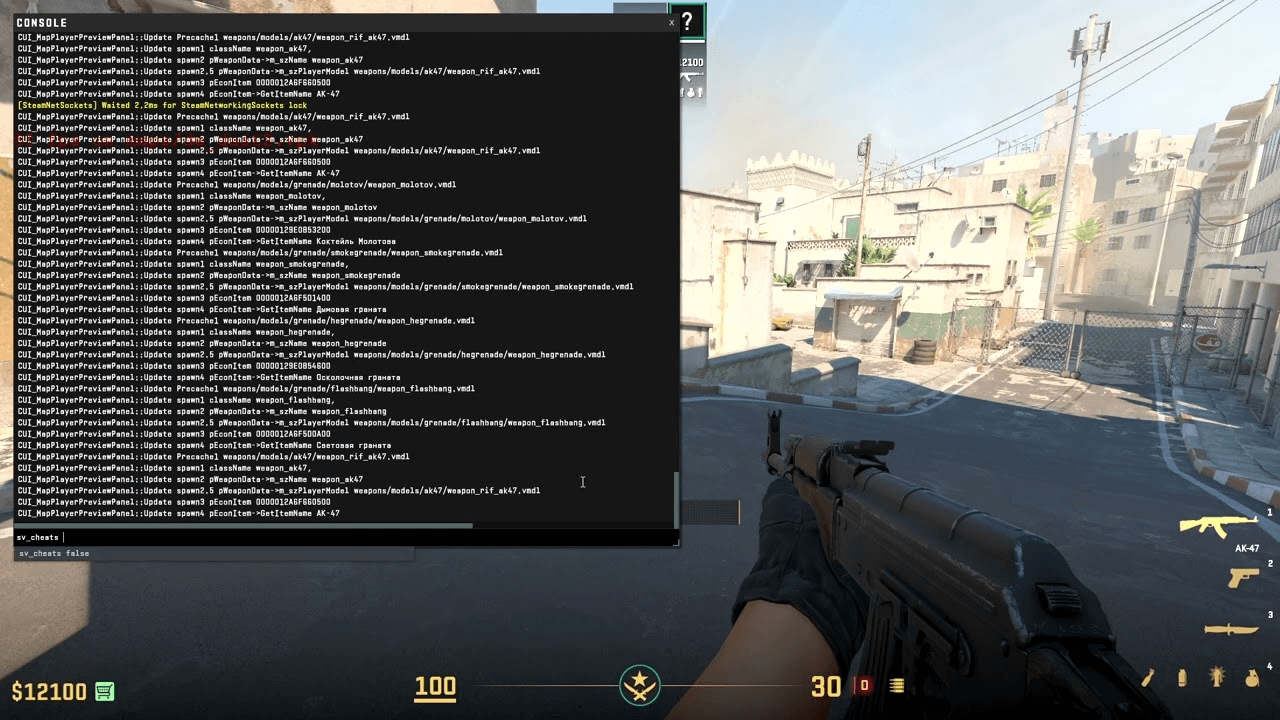 CONSOLE
X
?
CUI_MapPlayerPreviewPanel::Update Precache1 weapons/models/ak47/weapon_rif_ak47.vmdl
CUI_MapPlayerPreviewPanel::Update spawn1 className weapon_ak47,
CUI_MapPlayerPreviewPanel::Update spawn2 pWeaponData->m_szName weapon_ak47
12100
CUI_MapPlayerPreviewPanel::Update spawn2.5 pWeaponData->m_szPlayerModel weapons/models/ak47/weapon_rif_ak47.vmdl
CUI_MapPlayerPreviewPanel::Update spawn3 pEconItem 0000012A6F660500
CUI_MapPlayerPreviewPanel::Update spawn4 pEconItem->GetItemName AK-47
[SteamNetSockets] Waited 2.2ms for SteamNetworkingSockets lock
CUI_MapPlayerPreviewPanel::Update Precache1 weapons/models/ak47/weapon_rif_ak47.vmdl
CUI_MapPlayerPreviewPanel::Update spawn1 className weapon_ak47,
CUI_MapPlayerPreviewPanel::Update spawn2 pWeaponData->m_szName weapon_ak47
CUI_MapPlayerPreviewPanel::Update spawn2.5 pWeaponData->m_szPlayerModel weapons/models/ak47/weapon_rif_ak47.vmdl
CUI_MapPlayerPreviewPanel::Update spawn3 pEconItem 0000012A6F660500
CUI_MapPlayerPreviewPanel::Update spawn4 pEconItem->GetItemName AK-47
CUI_MapPlayerPreviewPanel::Update Precache1 weapons/models/grenade/molotov/weapon_molotov.vmdl
CUI_MapPlayerPreviewPanel::Update spawn1 className weapon_molotov,
CUI_MapPlayerPreviewPanel::Update spawn2 pWeaponData->m_szName weapon_molotov
CUI_MapPlayerPreviewPanel::Update spawn2.5 pWeaponData->m_szPlayerModel weapons/models/grenade/molotov/weapon_molotov.vmdl
CUI_MapPlayerPreviewPanel::Update spawn3 pEconItem 00000129E0B53200
CUI_MapPlayerPreviewPanel::Update spawn4 pEconItem->GetItemName Коктейль Молотова
CUI_MapPlayerPreviewPanel::Update Precache1 weapons/models/grenade/smokegrenade/weapon_smokegrenade.vmdl
CUI_MapPlayerPreviewPanel::Update spawn1 className weapon_smokegrenade,
CUI_MapPlayerPreviewPanel::Update spawn2 pWeaponData->m_szName weapon_smokegrenade
CUI_MapPlayerPreviewPanel::Update spawn2.5 pWeaponData->m_szPlayerModel weapons/models/grenade/smokegrenade/weapon_smokegrenade.vmdl
CUI_MapPlayerPreviewPanel::Update spawn3 pEconItem 0000012A6F5D1400
CUI_MapPlayerPreviewPanel::Update spawn4 pEconItem->GetItemName Дымовая граната
CUI_MapPlayerPreviewPanel::Update Precache1 weapons/models/grenade/hegrenade/weapon_hegrenade.vmdl
CUI_MapPlayerPreviewPanel::Update spawn1 className weapon_hegrenade,
CUI_MapPlayerPreviewPanel::Update spawn2 pWeaponData->m_szName weapon_hegrenade
CUI_MapPlayerPreviewPanel::Update spawn2.5 pWeaponData->m_szPlayerModel weapons/models/grenade/hegrenade/weapon_hegrenade.vmdl
CUI_MapPlayerPreviewPanel::Update spawn3 pEconItem 00000129E0B54600
CUI_MapPlayerPreviewPanel::Update spawn4 pEconItem->GetItemName Осколочная граната
CUI_MapPlayerPreviewPanel::Update Precache1 weapons/models/grenade/flashbang/weapon_flashbang.vmdl
CUI_MapPlayerPreviewPanel::Update spawn1 className weapon_flashbang,
CUI_MapPlayerPreviewPanel::Update spawn2 pWeaponData->m_szName weapon_flashbang
CUI_MapPlayerPreviewPanel::Update spawn2.5 pWeaponData->m_szPlayerModel weapons/models/grenade/flashbang/weapon_flashbang.vmdl
CUI_MapPlayerPreviewPanel::Update spawn3 pEconItem 0000012A6F5D0A00
CUI_MapPlayerPreviewPanel::Update spawn4 pEconItem->GetItemName Световая граната
CUI_MapPlayerPreviewPanel::Update Precache1 weapons/models/ak47/weapon_rif_ak47.vmdl
CUI_MapPlayerPreviewPanel::Update spawn1 className weapon_ak47,
CUI_MapPlayerPreviewPanel::Update spawn2 pWeaponData->m_szName weapon_ak47
CUI_MapPlayerPreviewPanel::Update spawn2.5 pWeaponData->m_szPlayerModel weapons/models/ak47/weapon_rif_ak47.vmdl
CUI_MapPlayerPreviewPanel::Update spawn3 pEconItem 0000012A6F660500
CUI_MapPlayerPreviewPanel::Update spawn4 pEconItem->GetItemName AK-47
sv_cheats
sv_cheats false
1
AK-47
2
3
4
$12100
100
30
0